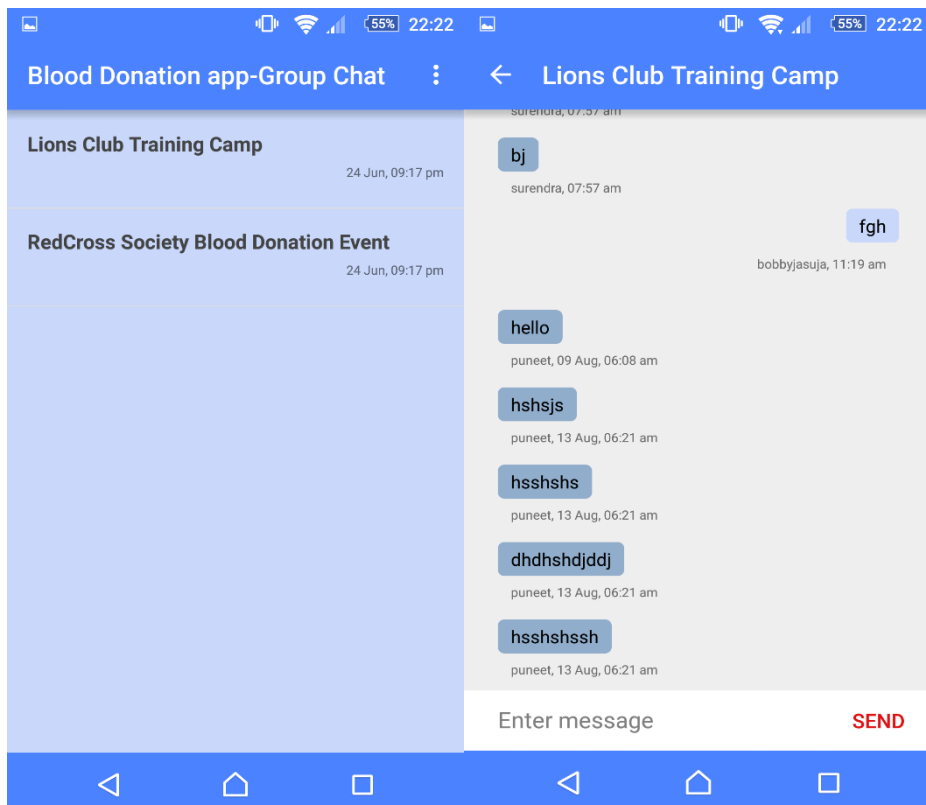 55% 22:22
Blood Donation app-Group Chat
Lions Club Training Camp
24 Jun, 09:17 pm
RedCross Society Blood Donation Event
24 Jun, 09:17 pm
55% 22:22
Lions Club Training Camp
surendra, 07:57 am
bj
surendra, 07:57 am
fgh
bobbyjasuja, 11:19 am
hello
puneet, 09 Aug, 06:08 am
hshsjs
puneet, 13 Aug, 06:21 am
hsshshs
puneet, 13 Aug, 06:21 am
dhdhshdjddj
puneet, 13 Aug, 06:21 am
hsshshssh
puneet, 13 Aug, 06:21 am
Enter message SEND